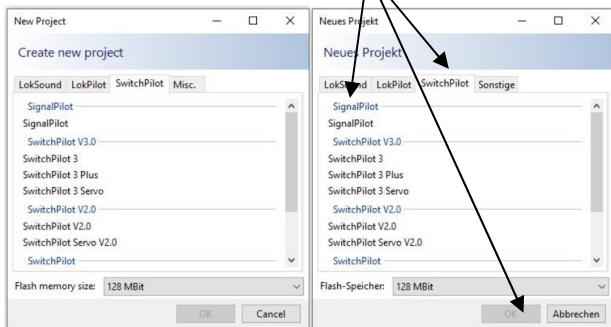 New Project
Create new project
LokSound LokPilot SwitchPilot Misc.
SignalPilot
SignalPilot
SwitchPilot V3.0
SwitchPilot 3
SwitchPilot 3 Plus
SwitchPilot 3 Servo
SwitchPilot V2.0
SwitchPilot V2.0
SwitchPilot Servo V2.0
SwitchPilot
Flash memory size: 128 MBit
OK Cancel
Neues Projekt
Neues Projekt
LokSound LokPilot SwitchPilot Sonstige
SignalPilot
SignalPilot
SwitchPilot V3.0
SwitchPilot 3
SwitchPilot 3 Plus
SwitchPilot 3 Servo
SwitchPilot V2.0
SwitchPilot V2.0
SwitchPilot Servo V2.0
SwitchPilot
Flash-Speicher: 128 MBit
OK Abbrechen